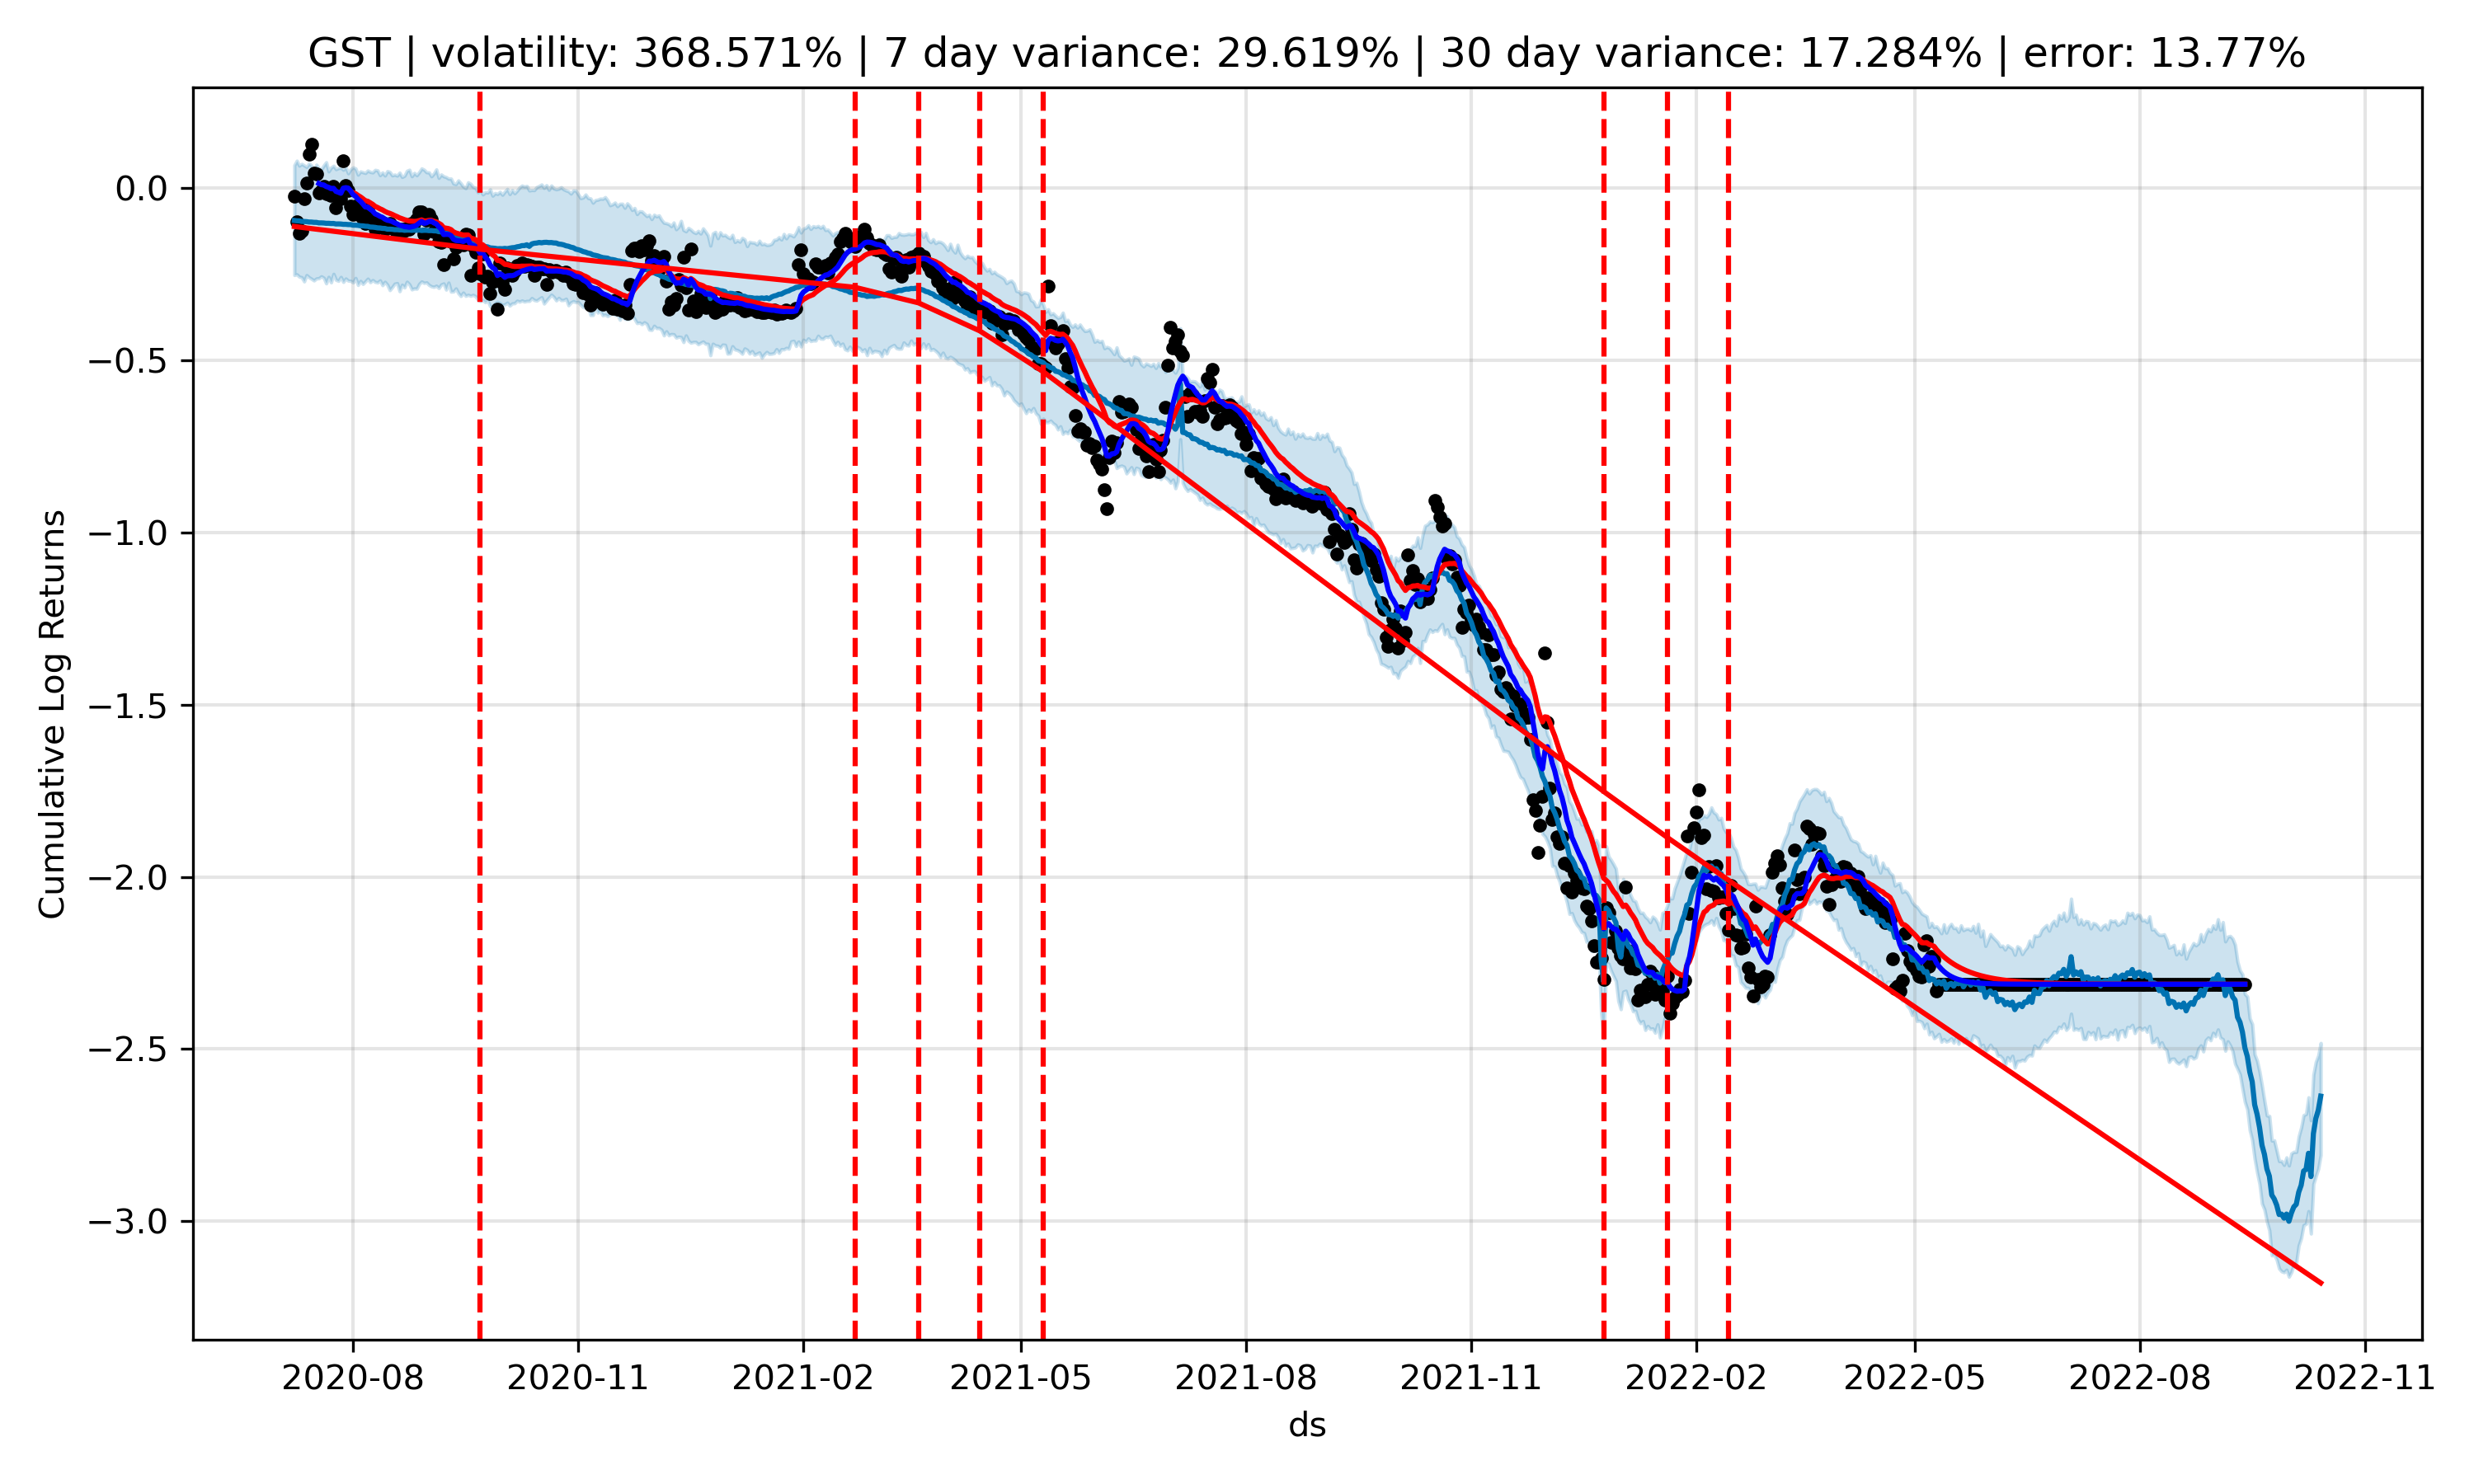 GST | volatility: 368.571% | 7 day variance: 29.619% | 30 day variance: 17.284% | error: 13.77%
Cumulative Log Returns
0.0
−0.5
−1.0
−1.5
−2.0
−2.5
−3.0
2020-08 2020-11 2021-02 2021-05 2021-08 2021-11 2022-02 2022-05 2022-08 2022-11
ds